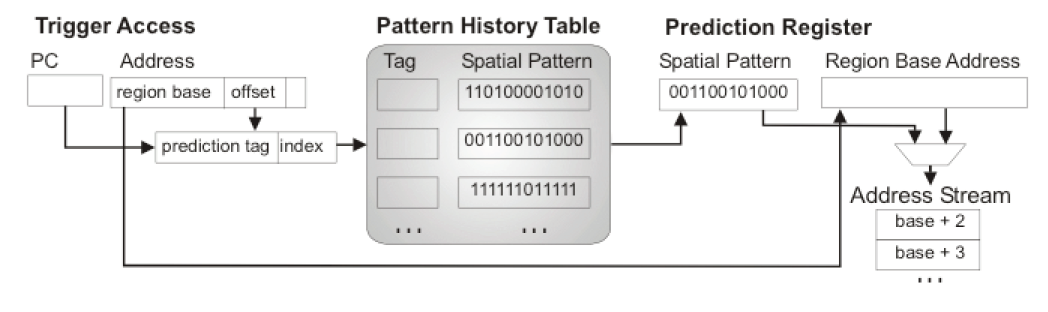 Trigger Access
PC
Address
region base
offset
prediction tag
index
Pattern History Table
Tag
Spatial Pattern
110100001010
001100101000
111111011111
...
...
Prediction Register
Spatial Pattern
Region Base Address
001100101000
Address Stream
base + 2
base + 3
...